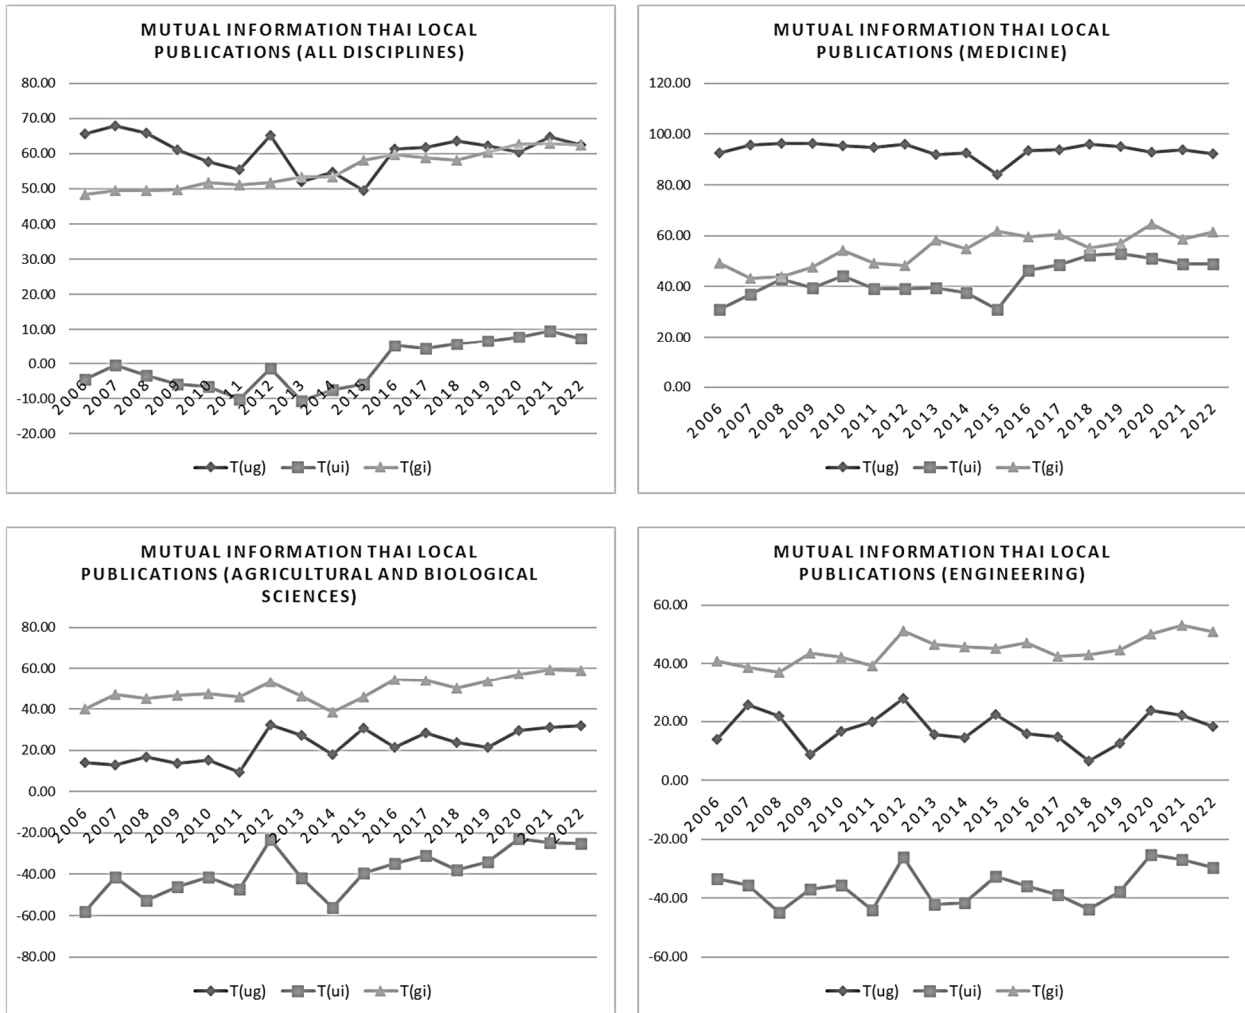 MUTUAL INFORMATION THAI LOCAL
PUBLICATIONS (ALL DISCIPLINES)
80.00
70.00
60.00
50.00
40.00
30.00
20.00
10.00
0.00
-10.00
-20.00
2006 2007 2008 2009 2010 2011 2012 2013 2014 2015 2016 2017 2018 2019 2020 2021 2022
T(ug) T(ui) T(gi)
MUTUAL INFORMATION THAI LOCAL
PUBLICATIONS (MEDICINE)
120.00
100.00
80.00
60.00
40.00
20.00
0.00
2006 2007 2008 2009 2010 2011 2012 2013 2014 2015 2016 2017 2018 2019 2020 2021 2022
T(ug) T(ui) T(gi)
MUTUAL INFORMATION THAI LOCAL
PUBLICATIONS (AGRICULTURAL AND BIOLOGICAL
SCIENCES)
80.00
60.00
40.00
20.00
0.00
-20.00
-40.00
-60.00
-80.00
2006 2007 2008 2009 2010 2011 2012 2013 2014 2015 2016 2017 2018 2019 2020 2021 2022
T(ug) T(ui) T(gi)
MUTUAL INFORMATION THAI LOCAL
PUBLICATIONS (ENGINEERING)
60.00
40.00
20.00
0.00
-20.00
-40.00
-60.00
2006 2007 2008 2009 2010 2011 2012 2013 2014 2015 2016 2017 2018 2019 2020 2021 2022
T(ug) T(ui) T(gi)